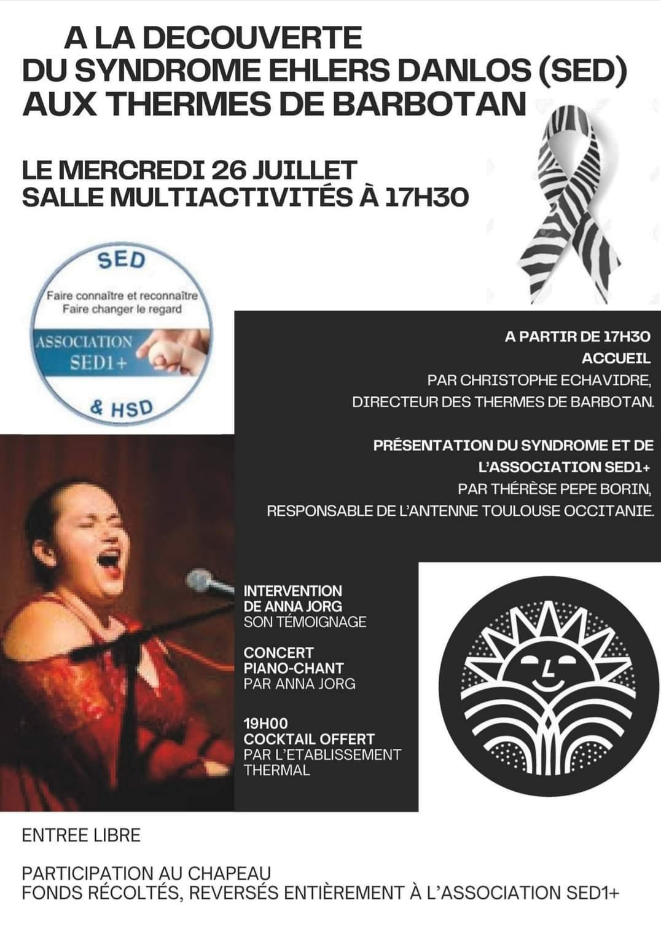 A LA DECOUVERTE
DU SYNDROME EHLERS DANLOS (SED)
AUX THERMES DE BARBOTAN
LE MERCREDI 26 JUILLET
SALLE MULTIACTIVITÉS À 17H30
SED
Faire connaître et reconnaître
Faire changer le regard
ASSOCIATION
SED1+
& HSD
A PARTIR DE 17H30
ACCUEIL
PAR CHRISTOPHE ECHAVIDRE,
DIRECTEUR DES THERMES DE BARBOTAN.
PRÉSENTATION DU SYNDROME ET DE
L'ASSOCIATION SED1+
PAR THÉRÈSE PEPE BORIN,
RESPONSABLE DE L'ANTENNE TOULOUSE OCCITANIE.
INTERVENTION
DE ANNA JORG
SON TÉMOIGNAGE
CONCERT
PIANO-CHANT
PAR ANNA JORG
19H00
COCKTAIL OFFERT
PAR L'ETABLISSEMENT
THERMAL
ENTREE LIBRE
PARTICIPATION AU CHAPEAU
FONDS RÉCOLTÉS, REVERSÉS ENTIÈREMENT À L'ASSOCIATION SED1+